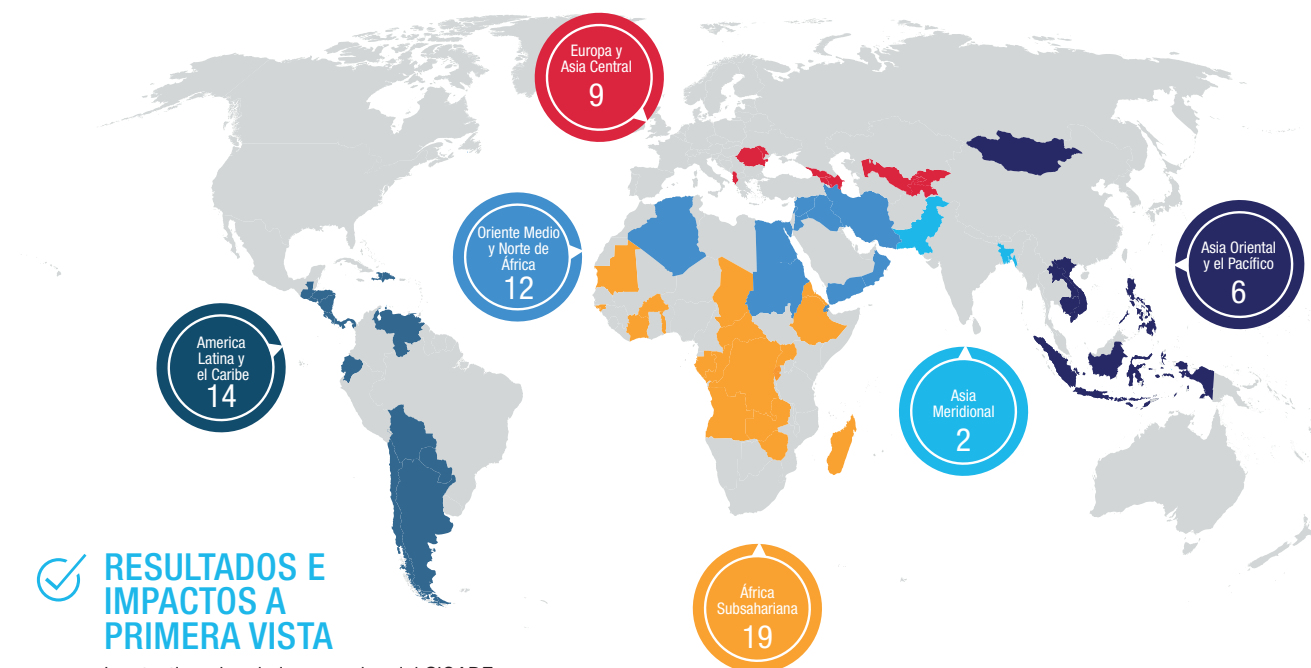 Europa y
Asia Central
9
Oriente Medio
y Norte de
África
12
Asia Oriental
y el Pacífico
6
America
Latina y
el Caribe
14
Asia
Meridional
2
África
Subsahariana
19
RESULTADOS E
IMPACTOS A
PRIMERA VISTA